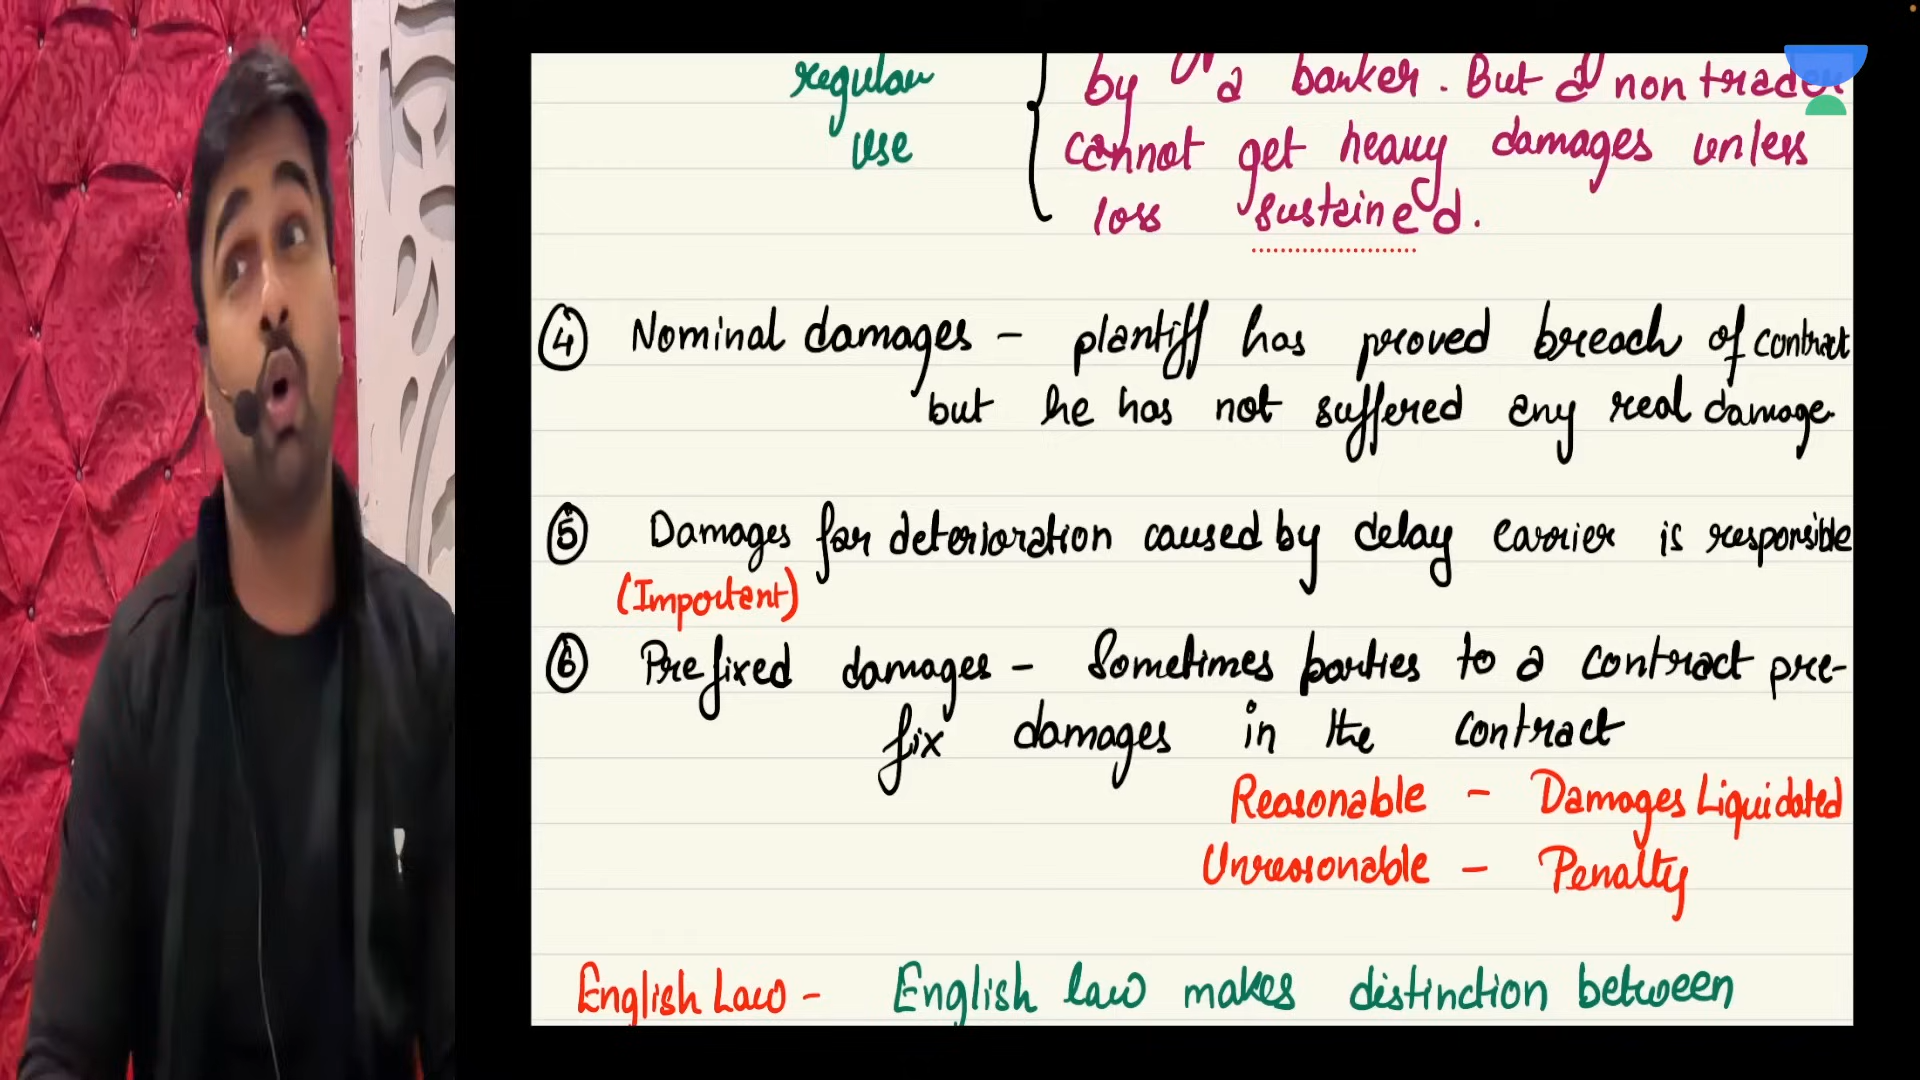 regular
use
by a banker. But a non trader
cannot get heavy damages unless
loss sustained.
④ Nominal damages – plantiff has proved breach of contract
but he has not suffered any real damage.
⑤ Damages for deterioration caused by delay carrier is responsible
(Important)
⑥ Prefixed damages – Sometimes parties to a contract pre-
fix damages in the contract
Reasonable – Damages Liquidated
Unreasonable – Penalty
English Law – English law makes distinction between